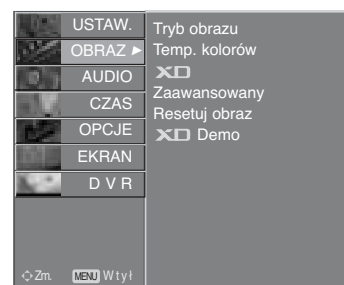 USTAW.
OBRAZ ►
AUDIO
CZAS
OPCJE
EKRAN
D V R
Tryb obrazu
Temp. kolorów
XD
Zaawansowany
Resetuj obraz
XD Demo
Zm. MENU Wtył